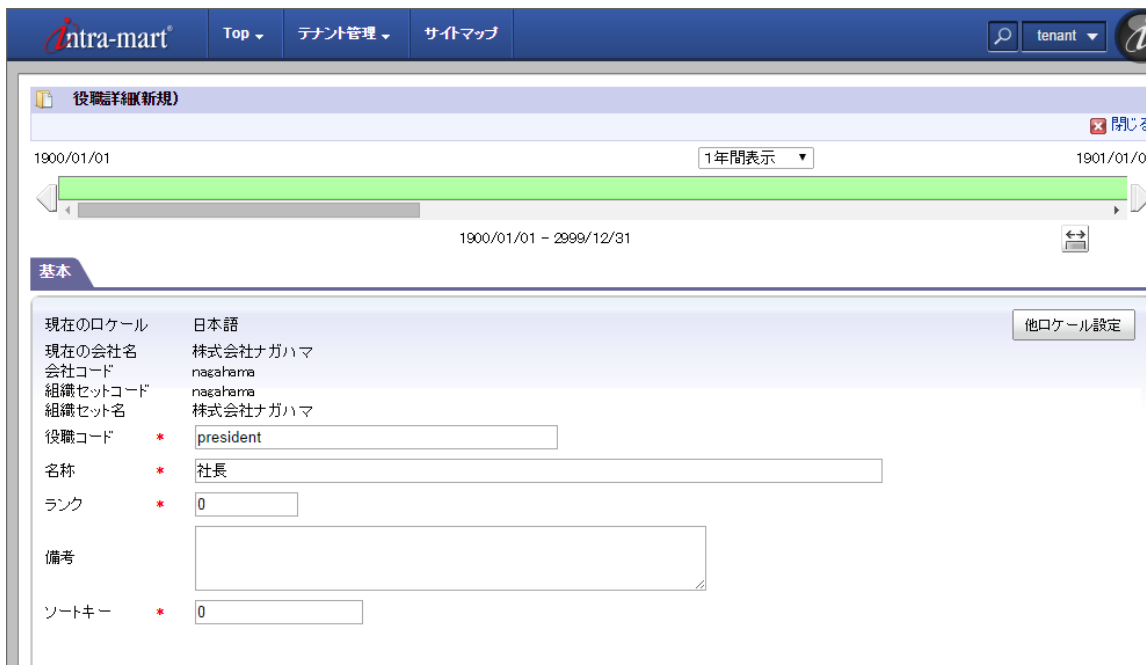 intra-mart®
Top
テナント管理
サイトマップ
tenant
役職詳細(新規)
閉じる
1900/01/01
1年間表示
1901/01/0
1900/01/01 - 2999/12/31
基本
現在のロケール 日本語
他ロケール設定
現在の会社名 株式会社ナガハマ
会社コード nagahama
組織セットコード nagahama
組織セット名 株式会社ナガハマ
役職コード * president
名称 * 社長
ランク * 0
備考
ソートキー * 0